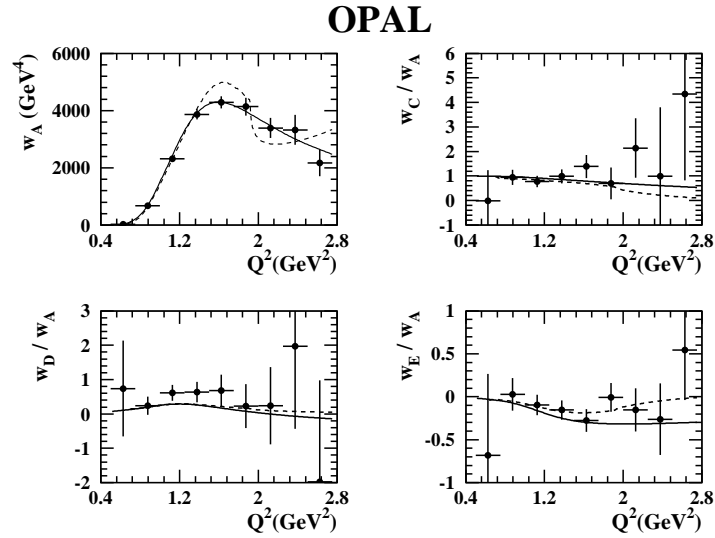 OPAL
w_A (GeV^4)
6000
4000
2000
0
0.4 1.2 2 2.8
Q^2(GeV^2)
w_C / w_A
6
5
4
3
2
1
0
-1
0.4 1.2 2 2.8
Q^2(GeV^2)
w_D / w_A
3
2
1
0
-1
-2
0.4 1.2 2 2.8
Q^2(GeV^2)
w_E / w_A
1
0.5
0
-0.5
-1
0.4 1.2 2 2.8
Q^2(GeV^2)